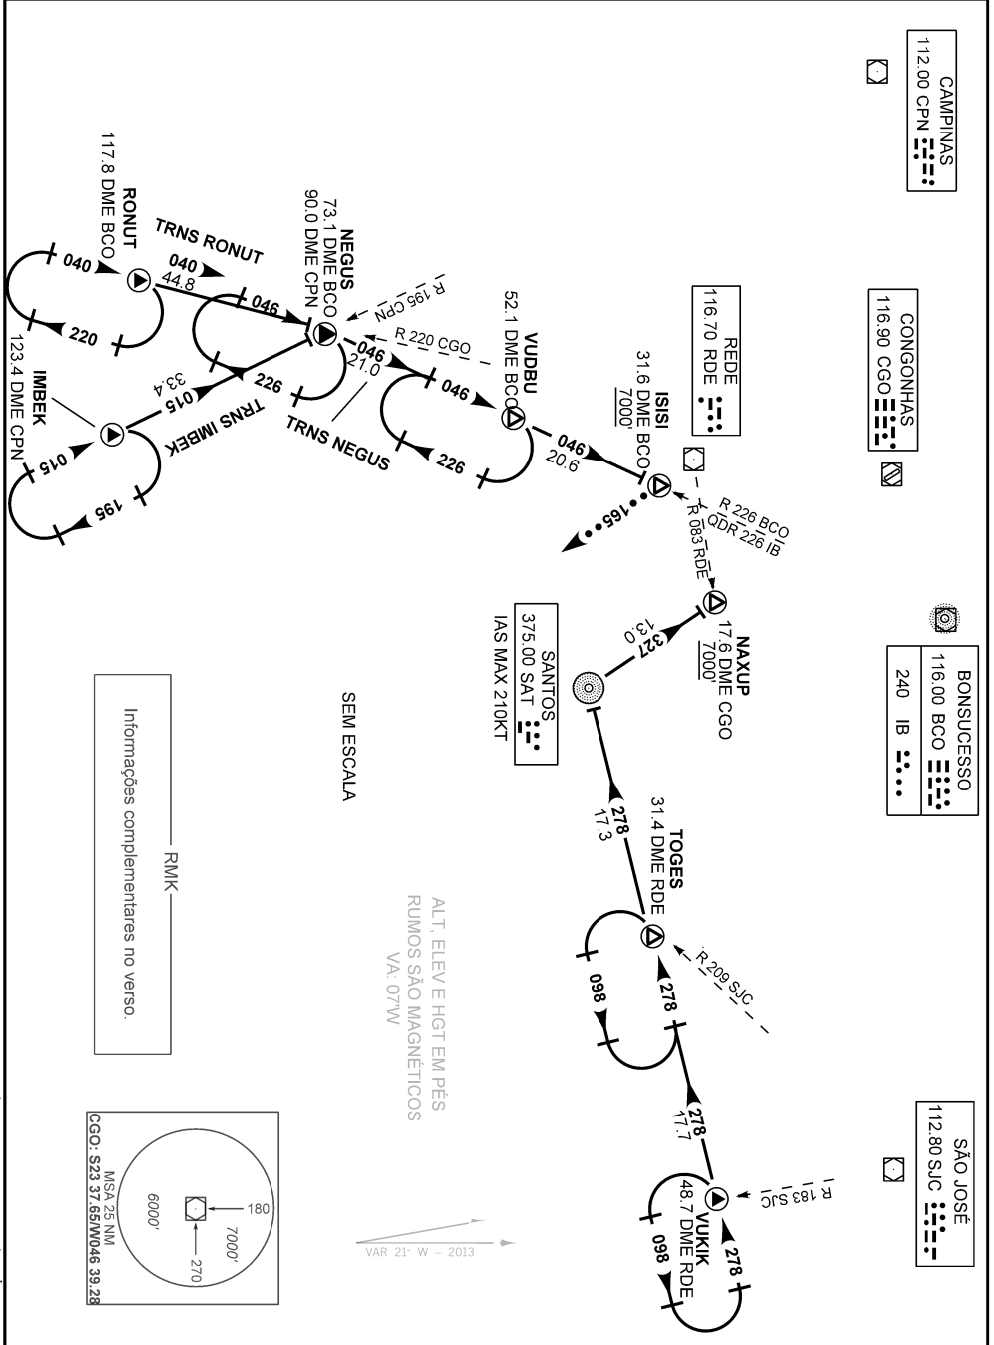 CAMPINAS
112.00 CPN
CONGONHAS
116.90 CGO
BONSUCESSO
116.00 BCO
240 IB
SÃO JOSÉ
112.80 SJC
REDE
116.70 RDE
RONUT
117.8 DME BCO
040
220
TRNS RONUT
040
44.8
IMBEK
123.4 DME CPN
015
195
015
33.4
TRNS IMBEK
NEGUS
73.1 DME BCO
90.0 DME CPN
046
226
R 195 CPN
R 220 CGO
046
21.0
TRNS NEGUS
VUDBU
52.1 DME BCO
046
226
046
20.6
ISISI
31.6 DME BCO
7000'
165
R 226 BCO
QDR 226 IB
R 083 RDE
NAXUP
17.6 DME CGO
7000'
327
13.0
SANTOS
375.00 SAT
IAS MAX 210KT
278
17.3
TOGES
31.4 DME RDE
R 209 SJC
278
098
278
17.7
VUKIK
48.7 DME RDE
R 183 SJC
278
098
SEM ESCALA
ALT, ELEV E HGT EM PÉS
RUMOS SÃO MAGNÉTICOS
VA: 07'W
VAR 21° W - 2013
RMK
Informações complementares no verso.
180
270
7000'
6000'
MSA 25 NM
CGO: S23 37.65/W046 39.28